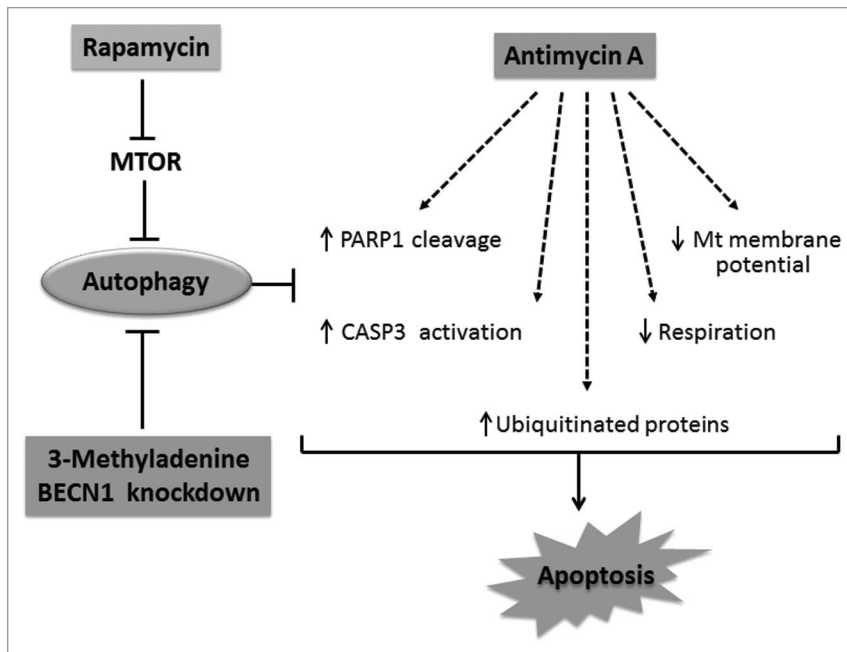 Rapamycin
Antimycin A
MTOR
↑ PARP1 cleavage
↓ Mt membrane
potential
Autophagy
↑ CASP3 activation
↓ Respiration
↑ Ubiquitinated proteins
3-Methyladenine
BECN1 knockdown
Apoptosis